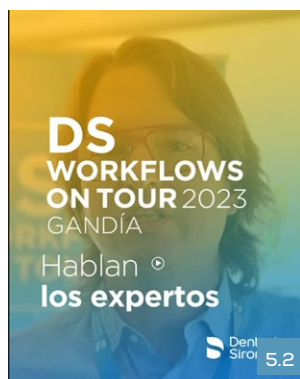 DS
WORKFLOWS
ON TOUR 2023
GANDÍA
Hablan
los expertos
5.2